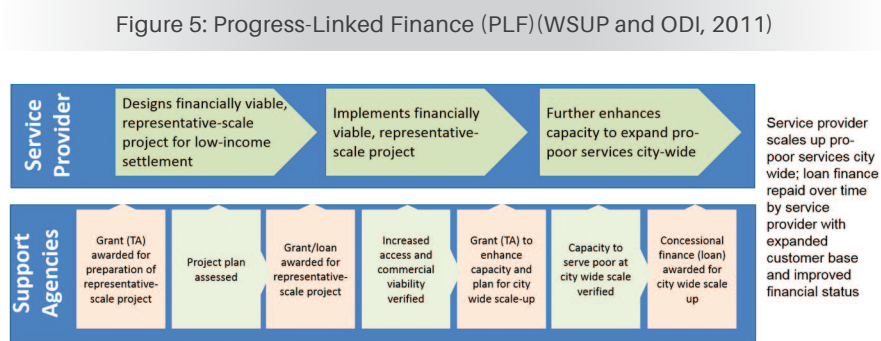 Figure 5: Progress-Linked Finance (PLF)(WSUP and ODI, 2011)
Service
Provider
Designs financially viable,
representative-scale
project for low-income
settlement
Implements financially
viable, representative-
scale project
Further enhances
capacity to expand pro-
poor services city-wide
Service provider
scales up pro-
poor services city
wide; loan finance
repaid over time
by service
provider with
expanded
customer base
and improved
financial status
Support
Agencies
Grant (TA)
awarded for
preparation of
representative-
scale project
Project plan
assessed
Grant/loan
awarded for
representative-
scale project
Increased
access and
commercial
viability
verified
Grant (TA) to
enhance
capacity and
plan for city
wide scale-up
Capacity to
serve poor at
city wide scale
verified
Concessional
finance (loan)
awarded for
city wide scale
up